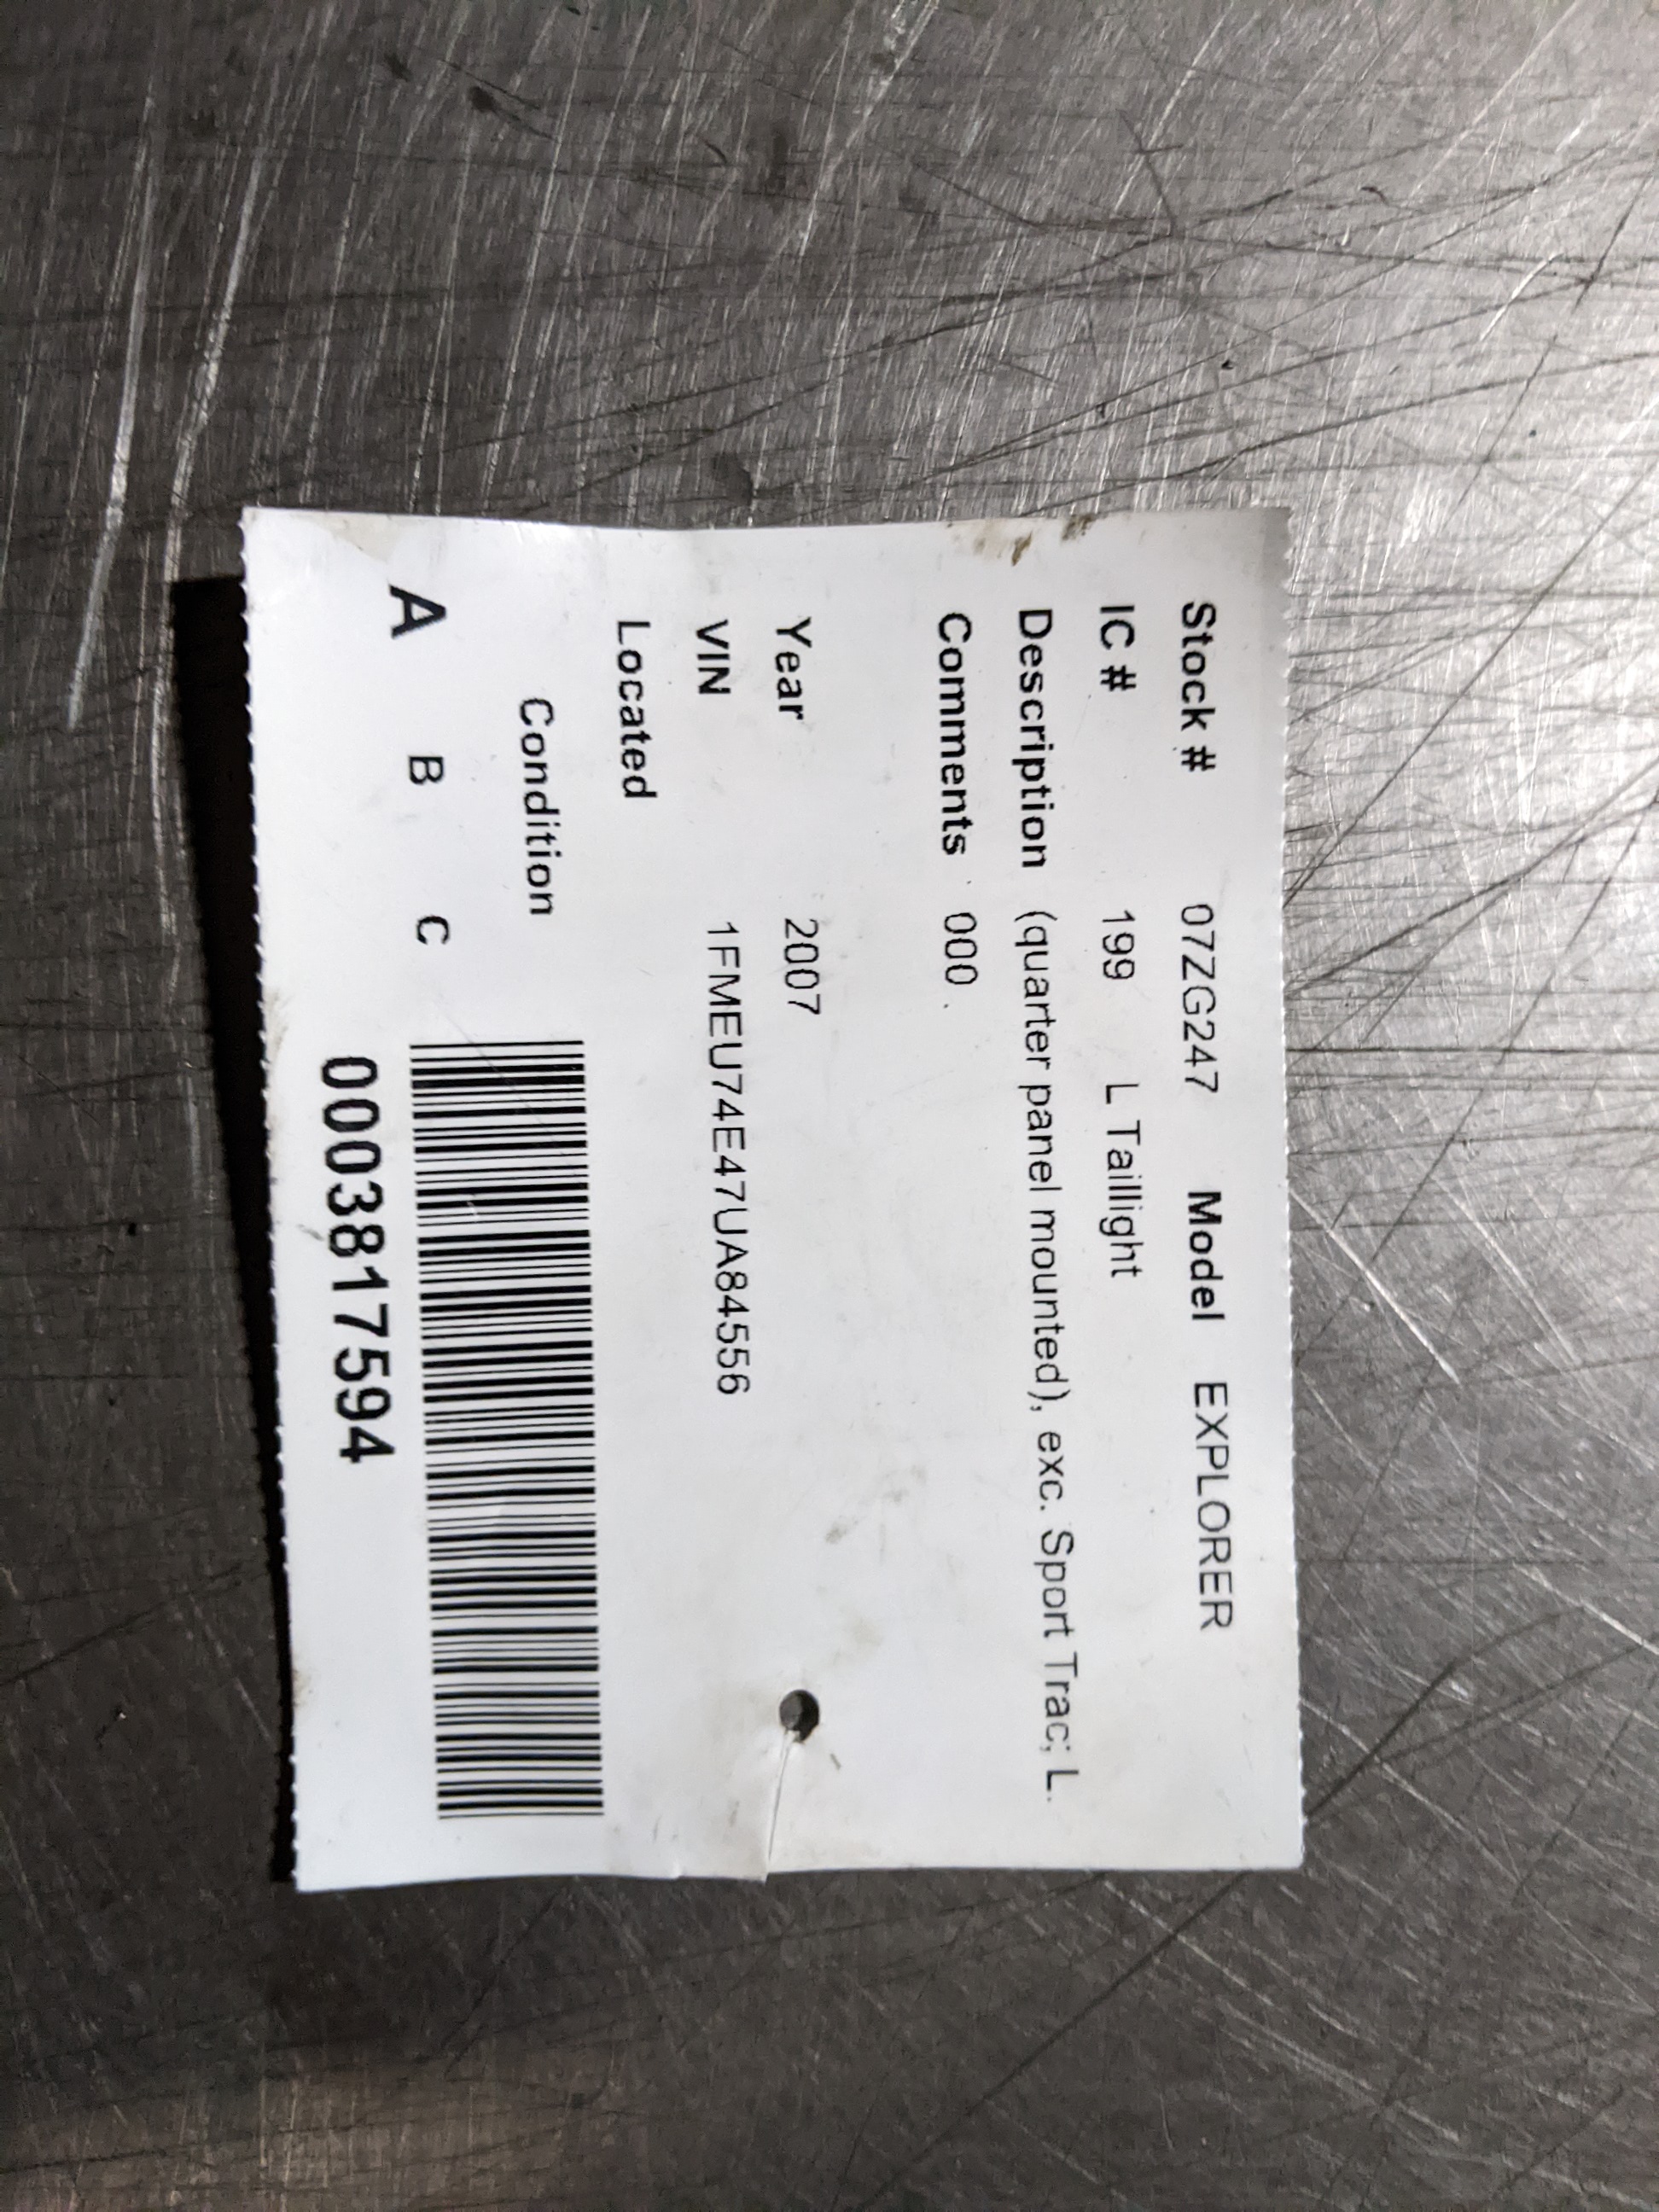 Stock # 07ZG247 Model EXPLORER
IC # 199 L Taillight
Description (quarter panel mounted), exc. Sport Trac; L.
Comments 000
Year 2007
VIN 1FMEU74E47UA84556
Located
Condition
A B C
0003817594